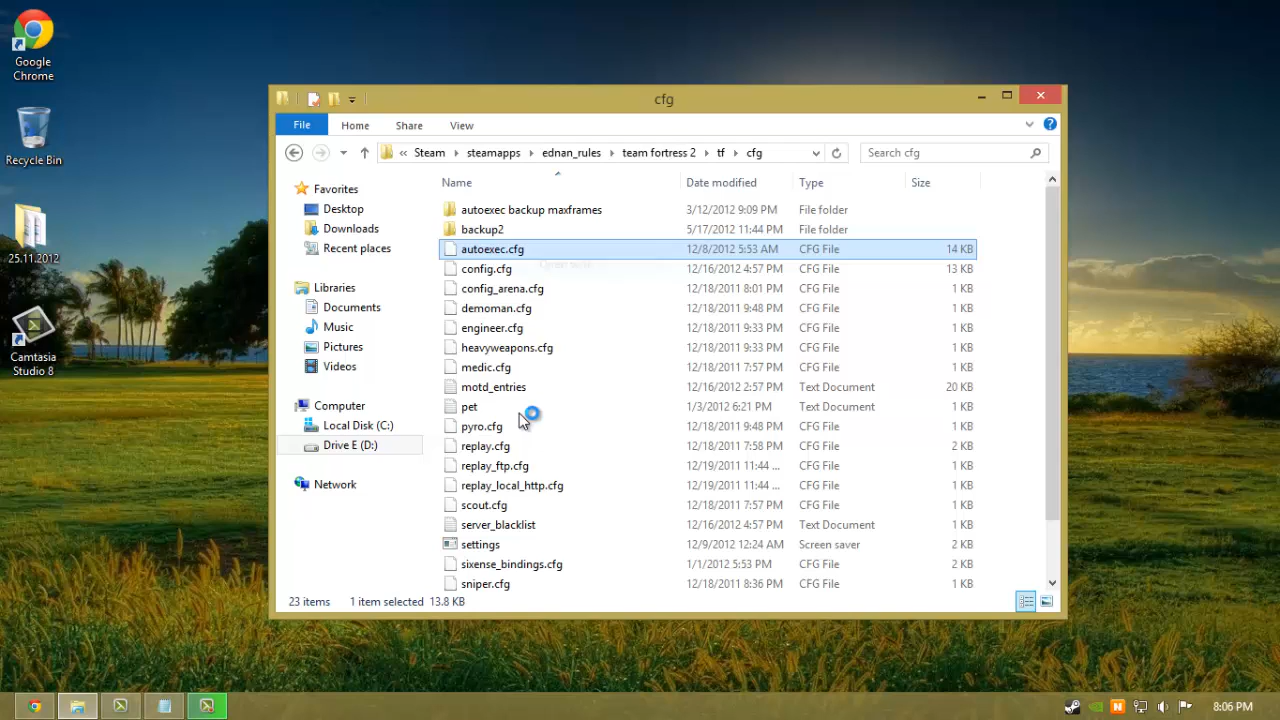 Google
Chrome
Recycle Bin
25.11.2012
Camtasia
Studio 8
cfg
File Home Share View
« Steam steamapps ednan_rules team fortress 2 tf cfg Search cfg
Name Date modified Type Size
Favorites
Desktop
Downloads
Recent places
Libraries
Documents
Music
Pictures
Videos
Computer
Local Disk (C:)
Drive E (D:)
Network
autoexec backup maxframes 3/12/2012 9:09 PM File folder
backup2 5/17/2012 11:44 PM File folder
autoexec.cfg 12/8/2012 5:53 AM CFG File 14 KB
config.cfg 12/16/2012 4:57 PM CFG File 13 KB
config_arena.cfg 12/18/2011 8:01 PM CFG File 1 KB
demoman.cfg 12/18/2011 9:48 PM CFG File 1 KB
engineer.cfg 12/18/2011 9:33 PM CFG File 1 KB
heavyweapons.cfg 12/18/2011 9:33 PM CFG File 1 KB
medic.cfg 12/18/2011 7:57 PM CFG File 1 KB
motd_entries 12/16/2012 2:57 PM Text Document 20 KB
pet 1/3/2012 6:21 PM Text Document 1 KB
pyro.cfg 12/18/2011 9:48 PM CFG File 1 KB
replay.cfg 12/18/2011 7:58 PM CFG File 2 KB
replay_ftp.cfg 12/19/2011 11:44 ... CFG File 1 KB
replay_local_http.cfg 12/19/2011 11:44 ... CFG File 1 KB
scout.cfg 12/18/2011 7:57 PM CFG File 1 KB
server_blacklist 12/16/2012 4:57 PM Text Document 1 KB
settings 12/9/2012 12:24 AM Screen saver 2 KB
sixense_bindings.cfg 1/1/2012 5:53 PM CFG File 2 KB
sniper.cfg 12/18/2011 8:36 PM CFG File 1 KB
23 items 1 item selected 13.8 KB
8:06 PM